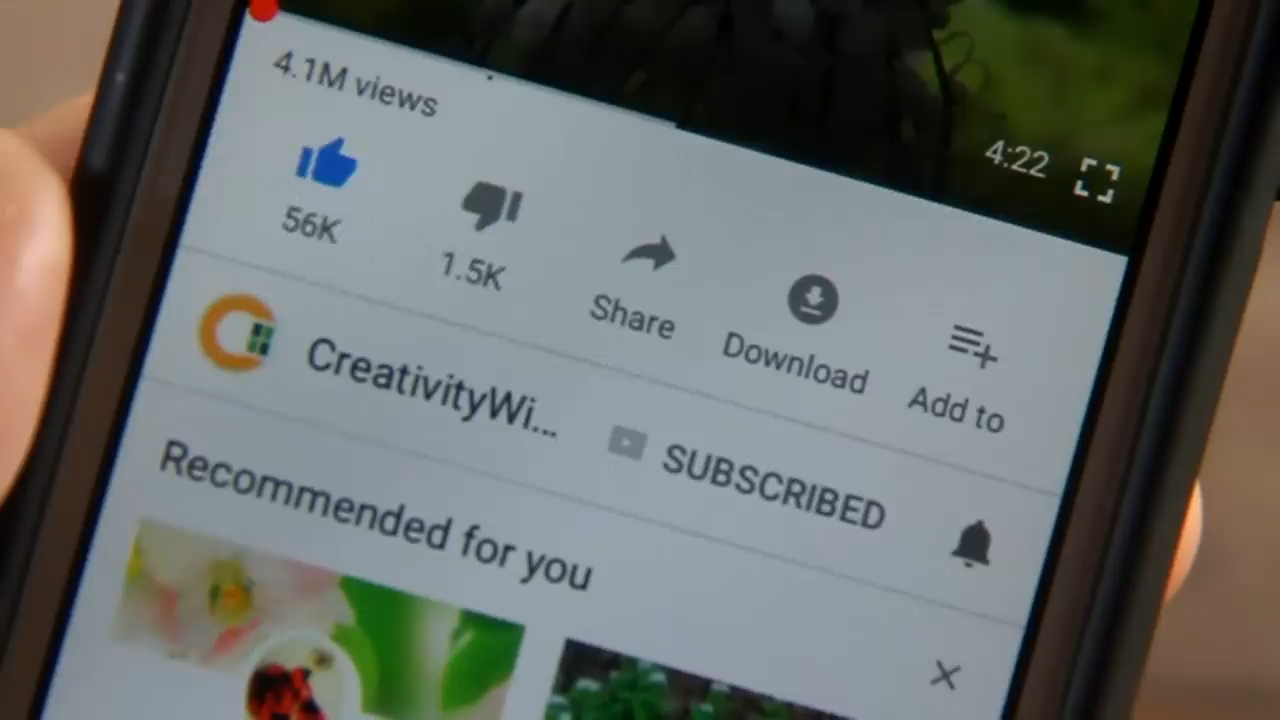 4:22
4.1M views
56K
1.5K
Share
Download
Add to
CreativityWi...
SUBSCRIBED
Recommended for you